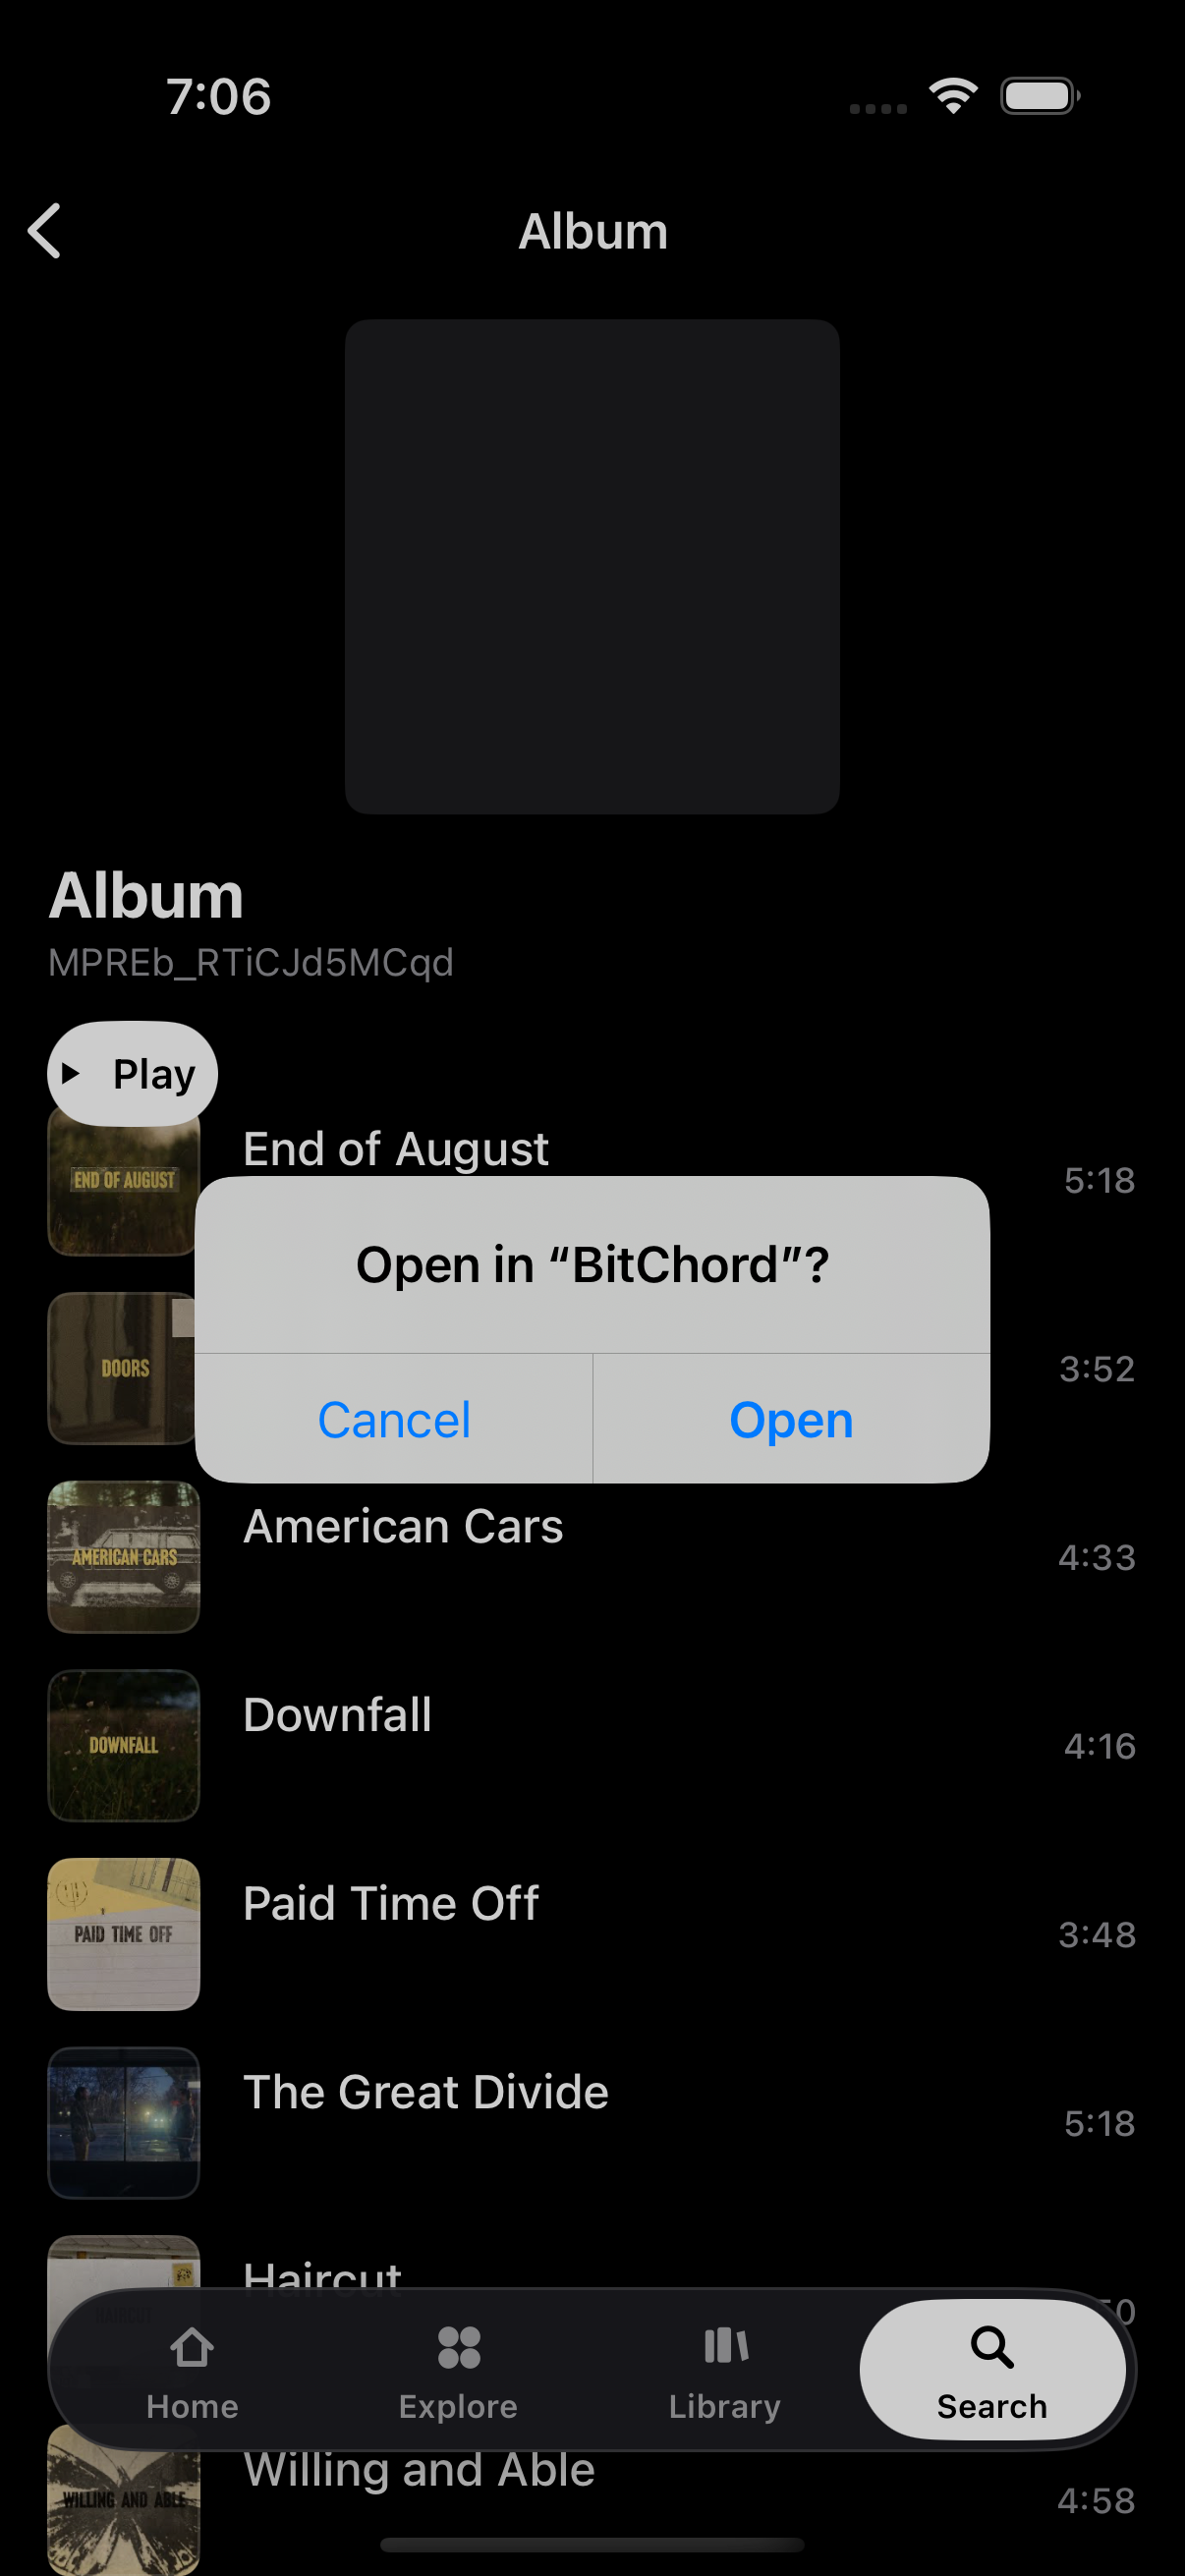 7:06
Album
Album
MPREb_RTiCJd5MCqd
Play
END OF AUGUST
End of August
5:18
Open in “BitChord”?
DOORS
3:52
Cancel
Open
American Cars
AMERICAN CARS
4:33
Downfall
DOWNFALL
4:16
Paid Time Off
PAID TIME OFF
3:48
The Great Divide
5:18
Haircut
Home
Explore
Library
Search
Willing and Able
WILLING AND ABLE
4:58